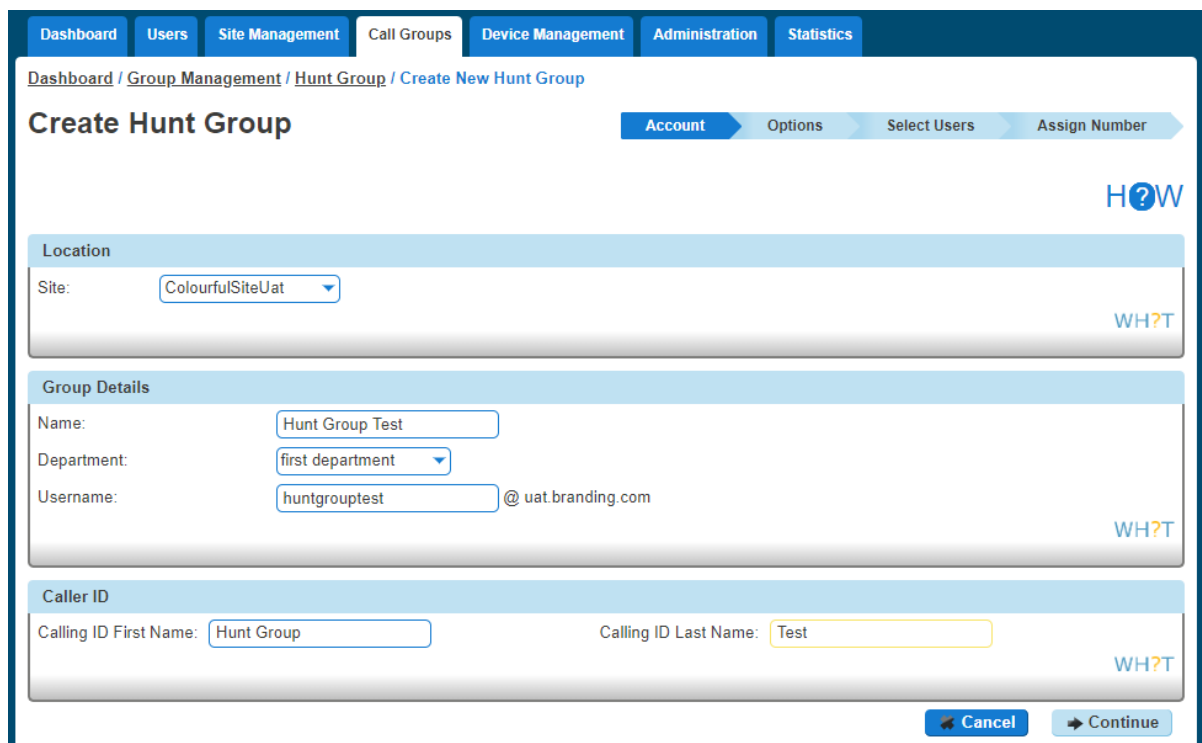 Dashboard Users Site Management Call Groups Device Management Administration Statistics
Dashboard / Group Management / Hunt Group / Create New Hunt Group
Create Hunt Group Account Options Select Users Assign Number
H?W
Location
Site: ColourfulSiteUat
WH?T
Group Details
Name: Hunt Group Test
Department: first department
Username: huntgrouptest @ uat.branding.com
WH?T
Caller ID
Calling ID First Name: Hunt Group Calling ID Last Name: Test
WH?T
Cancel Continue